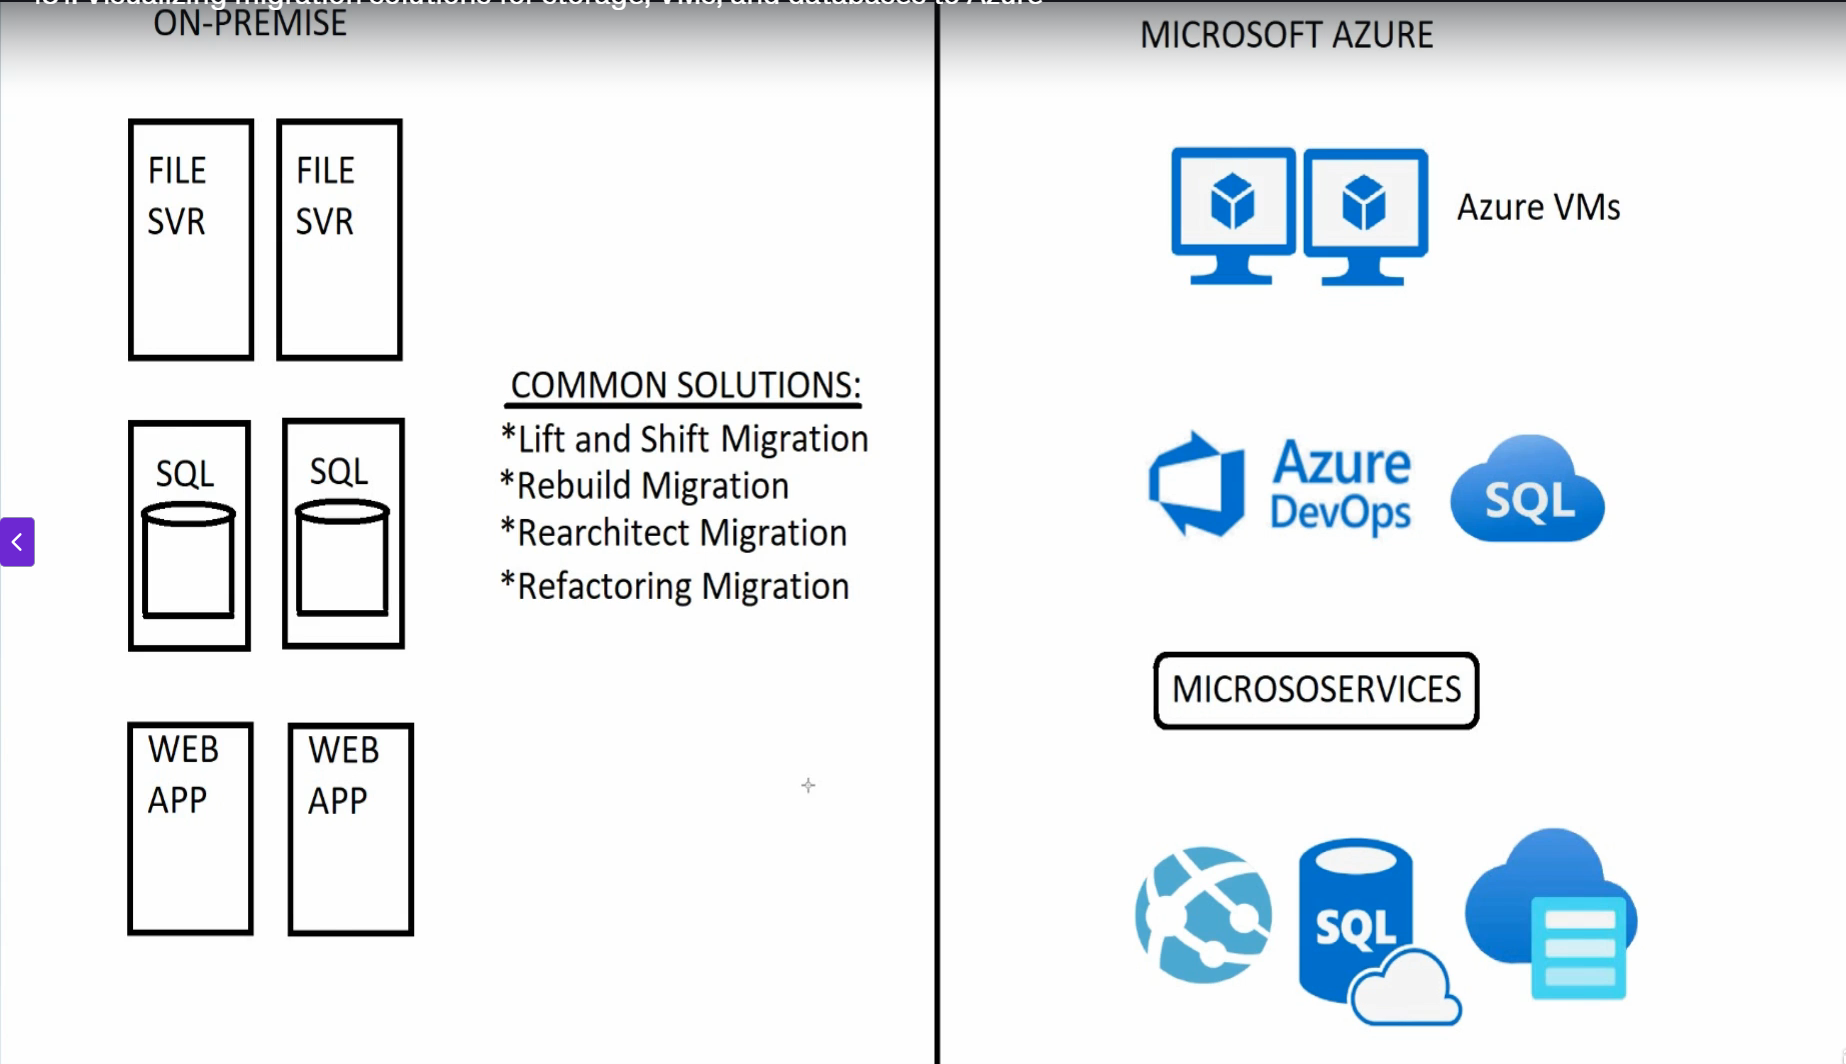 Visualizing migration solutions for storage, VMs, and databases to Azure
ON-PREMISE
MICROSOFT AZURE
FILE
SVR
FILE
SVR
Azure VMs
COMMON SOLUTIONS:
*Lift and Shift Migration
*Rebuild Migration
*Rearchitect Migration
*Refactoring Migration
SQL
SQL
Azure
DevOps
SQL
MICROSOSERVICES
WEB
APP
WEB
APP
SQL